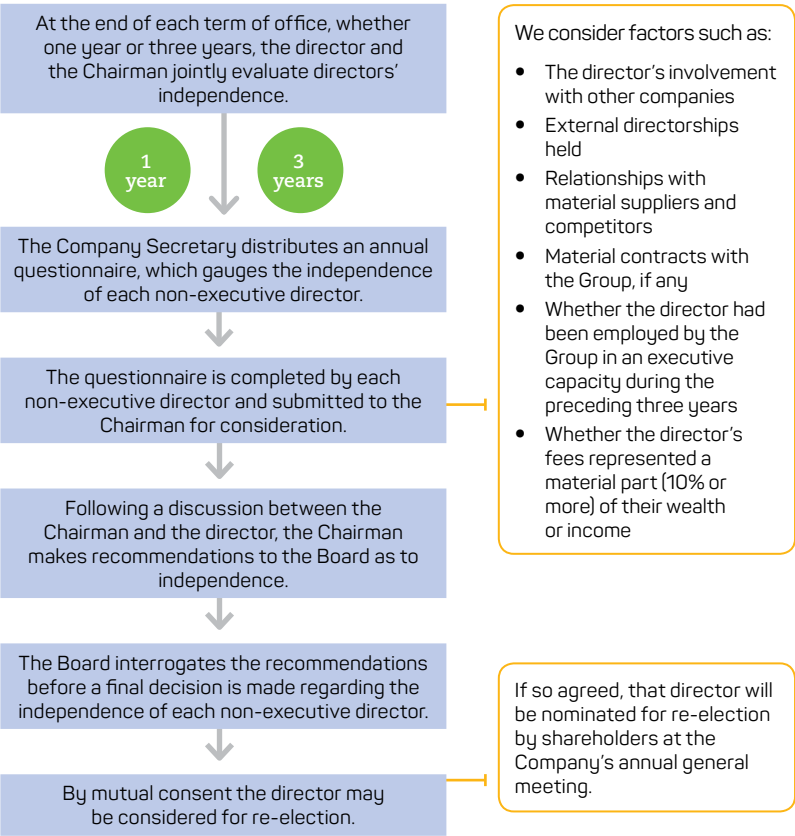 At the end of each term of office, whether
one year or three years, the director and
the Chairman jointly evaluate directors’
independence.
1
year
3
years
The Company Secretary distributes an annual
questionnaire, which gauges the independence
of each non-executive director.
The questionnaire is completed by each
non-executive director and submitted to the
Chairman for consideration.
Following a discussion between the
Chairman and the director, the Chairman
makes recommendations to the Board as to
independence.
The Board interrogates the recommendations
before a final decision is made regarding the
independence of each non-executive director.
By mutual consent the director may
be considered for re-election.
We consider factors such as:
• The director’s involvement
with other companies
• External directorships
held
• Relationships with
material suppliers and
competitors
• Material contracts with
the Group, if any
• Whether the director had
been employed by the
Group in an executive
capacity during the
preceding three years
• Whether the director’s
fees represented a
material part (10% or
more) of their wealth
or income
If so agreed, that director will
be nominated for re-election
by shareholders at the
Company’s annual general
meeting.